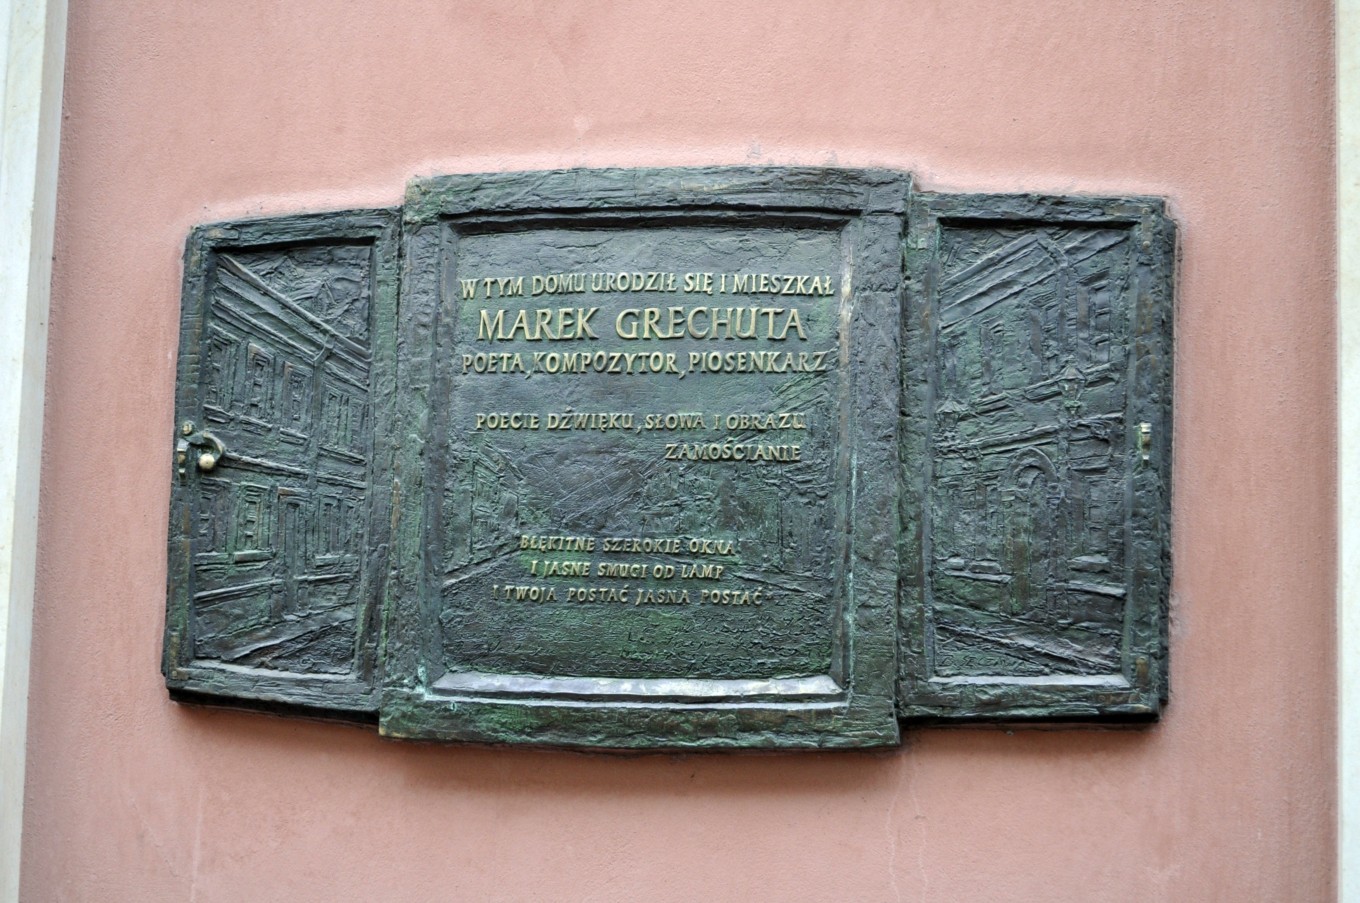 W TYM DOMU URODZIŁ SIĘ I MIESZKAŁ
MAREK GRECHUTA
POETA, KOMPOZYTOR, PIOSENKARZ
POECIE DŹWIĘKU, SŁOWA I OBRAZU
ZAMOŚCIANIE
BŁĘKITNE SZEROKIE OKNA
I JASNE SMUGI OD LAMP
I TWOJA POSTAĆ JASNA POSTAĆ